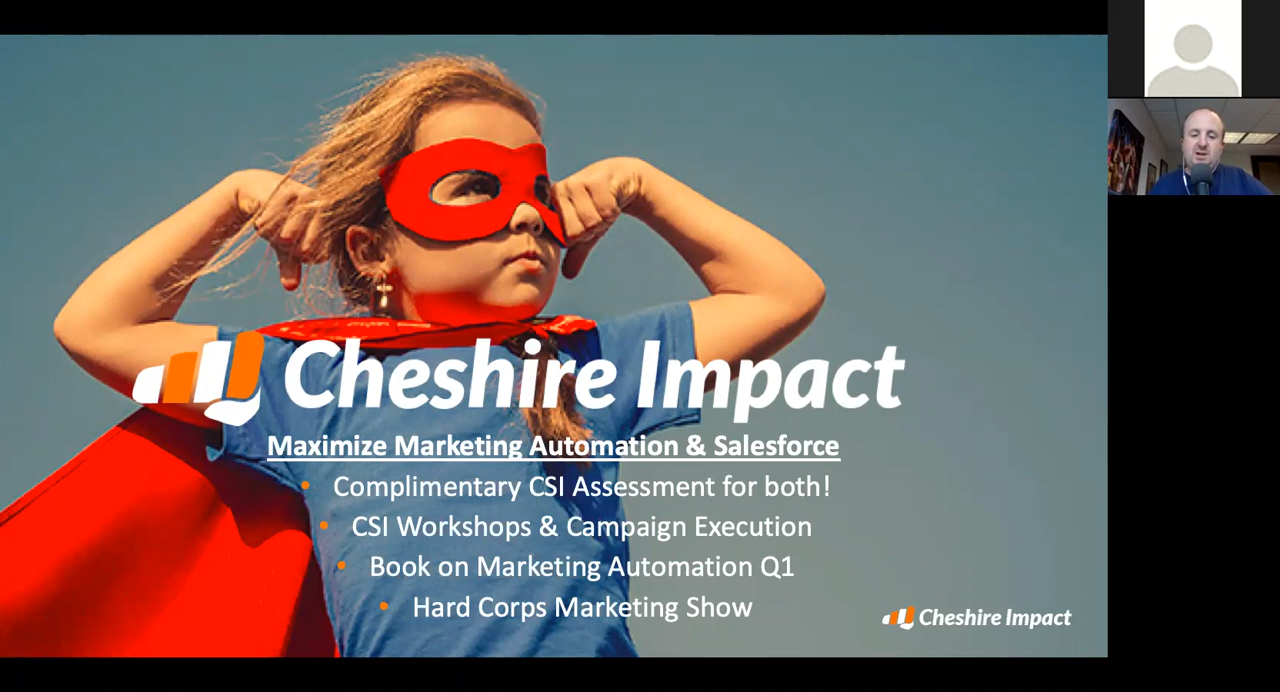 Cheshire Impact
Maximize Marketing Automation & Salesforce
• Complimentary CSI Assessment for both!
• CSI Workshops & Campaign Execution
• Book on Marketing Automation Q1
• Hard Corps Marketing Show
Cheshire Impact